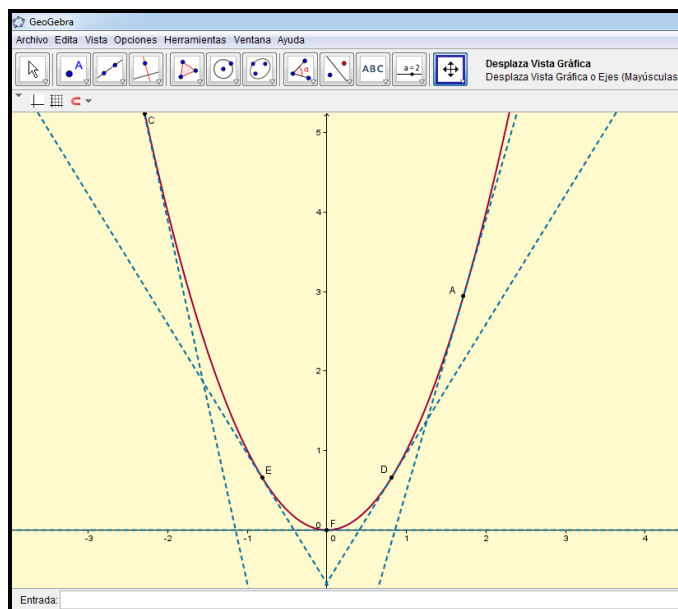 GeoGebra
Archivo Edita Vista Opciones Herramientas Ventana Ayuda
A
α
ABC
a=2
Desplaza Vista Gráfica
Desplaza Vista Gráfica o Ejes (Mayúsculas
C
5
4
A
3
2
1
E
D
0
F
-3
-2
-1
0
1
2
3
4
Entrada: